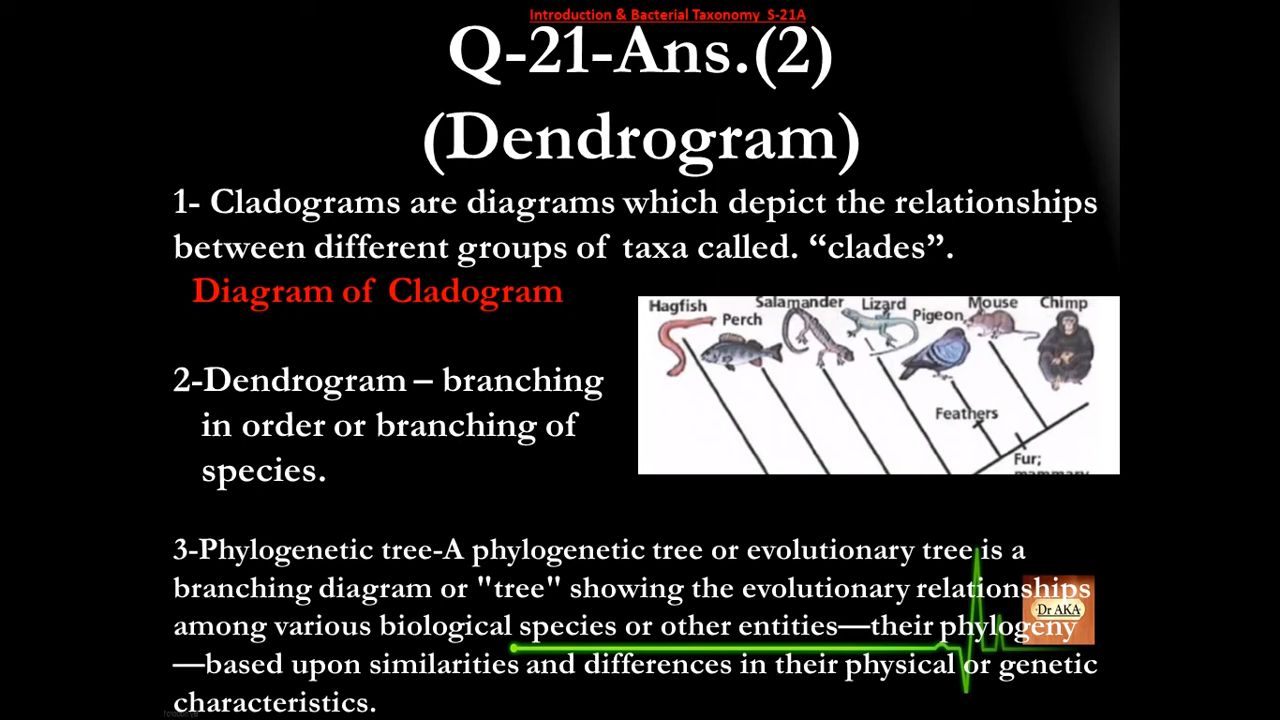 Introduction & Bacterial Taxonomy S-21A
Q-21-Ans.(2)
(Dendrogram)
1- Cladograms are diagrams which depict the relationships
between different groups of taxa called. “clades”.
Diagram of Cladogram
Hagfish
Perch
Salamander
Lizard
Pigeon
Mouse
Chimp
Feathers
Fur;
2-Dendrogram – branching
in order or branching of
species.
3-Phylogenetic tree-A phylogenetic tree or evolutionary tree is a
branching diagram or "tree" showing the evolutionary relationships
Dr AKA
among various biological species or other entities—their phylogeny
—based upon similarities and differences in their physical or genetic
characteristics.